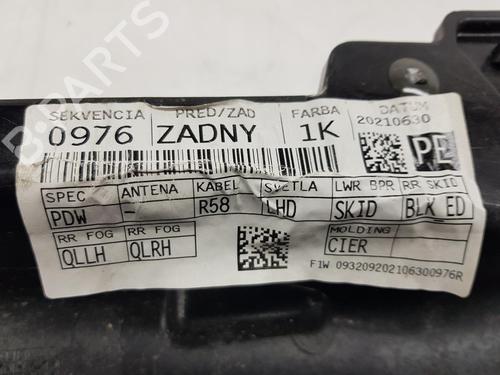 B-PARTS
SEKVENCIA PRED/ZAD FARBA DATUM
0976 ZADNY 1K 20210630
PE
SPEC ANTENA KABEL SVETLA LWR BPR RR SKID
PDW - R58 LHD SKID BLK ED
RR FOG RR FOG MOLDING
QLLH QLRH CIER
F1W 093209202106300976R